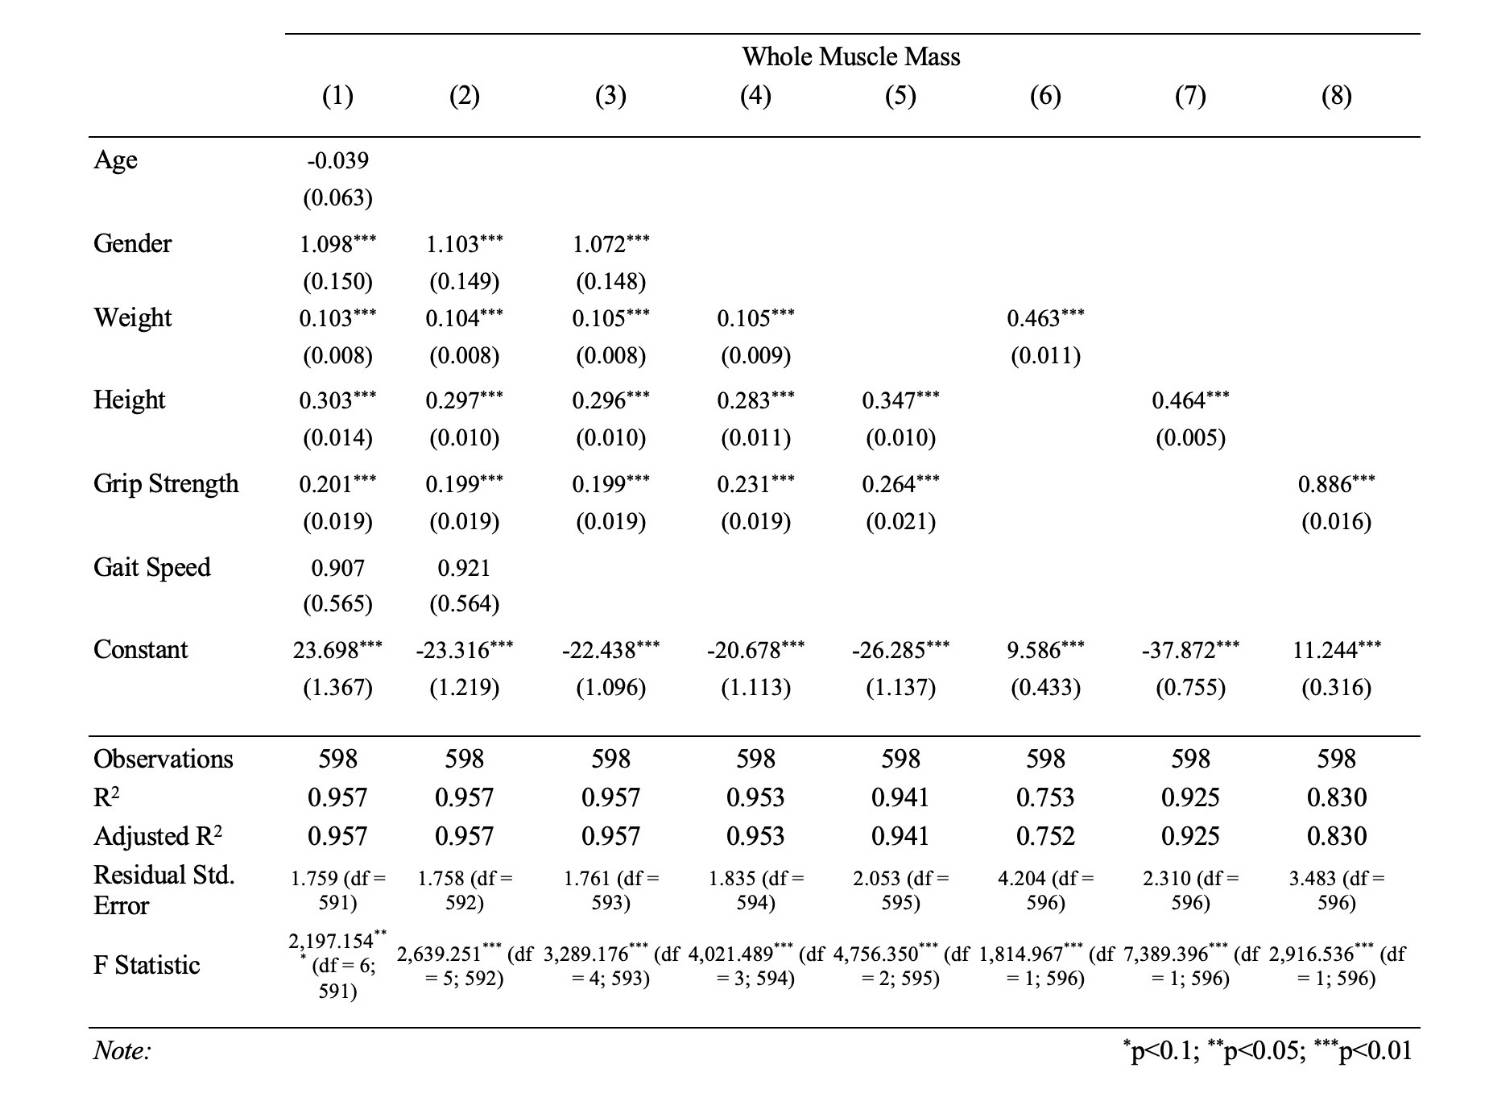 Whole Muscle Mass
(1) (2) (3) (4) (5) (6) (7) (8)
Age -0.039
(0.063)
Gender 1.098*** 1.103*** 1.072***
(0.150) (0.149) (0.148)
Weight 0.103*** 0.104*** 0.105*** 0.105*** 0.463***
(0.008) (0.008) (0.008) (0.009) (0.011)
Height 0.303*** 0.297*** 0.296*** 0.283*** 0.347*** 0.464***
(0.014) (0.010) (0.010) (0.011) (0.010) (0.005)
Grip Strength 0.201*** 0.199*** 0.199*** 0.231*** 0.264*** 0.886***
(0.019) (0.019) (0.019) (0.019) (0.021) (0.016)
Gait Speed 0.907 0.921
(0.565) (0.564)
Constant 23.698*** -23.316*** -22.438*** -20.678*** -26.285*** 9.586*** -37.872*** 11.244***
(1.367) (1.219) (1.096) (1.113) (1.137) (0.433) (0.755) (0.316)
Observations 598 598 598 598 598 598 598 598
R² 0.957 0.957 0.957 0.953 0.941 0.753 0.925 0.830
Adjusted R² 0.957 0.957 0.957 0.953 0.941 0.752 0.925 0.830
Residual Std. 1.759 (df = 1.758 (df = 1.761 (df = 1.835 (df = 2.053 (df = 4.204 (df = 2.310 (df = 3.483 (df =
Error 591) 592) 593) 594) 595) 596) 596) 596)
2,197.154**
F Statistic * (df = 6; 2,639.251*** (df 3,289.176*** (df 4,021.489*** (df 4,756.350*** (df 1,814.967*** (df 7,389.396*** (df 2,916.536*** (df
591) = 5; 592) = 4; 593) = 3; 594) = 2; 595) = 1; 596) = 1; 596) = 1; 596)
Note: *p<0.1; **p<0.05; ***p<0.01